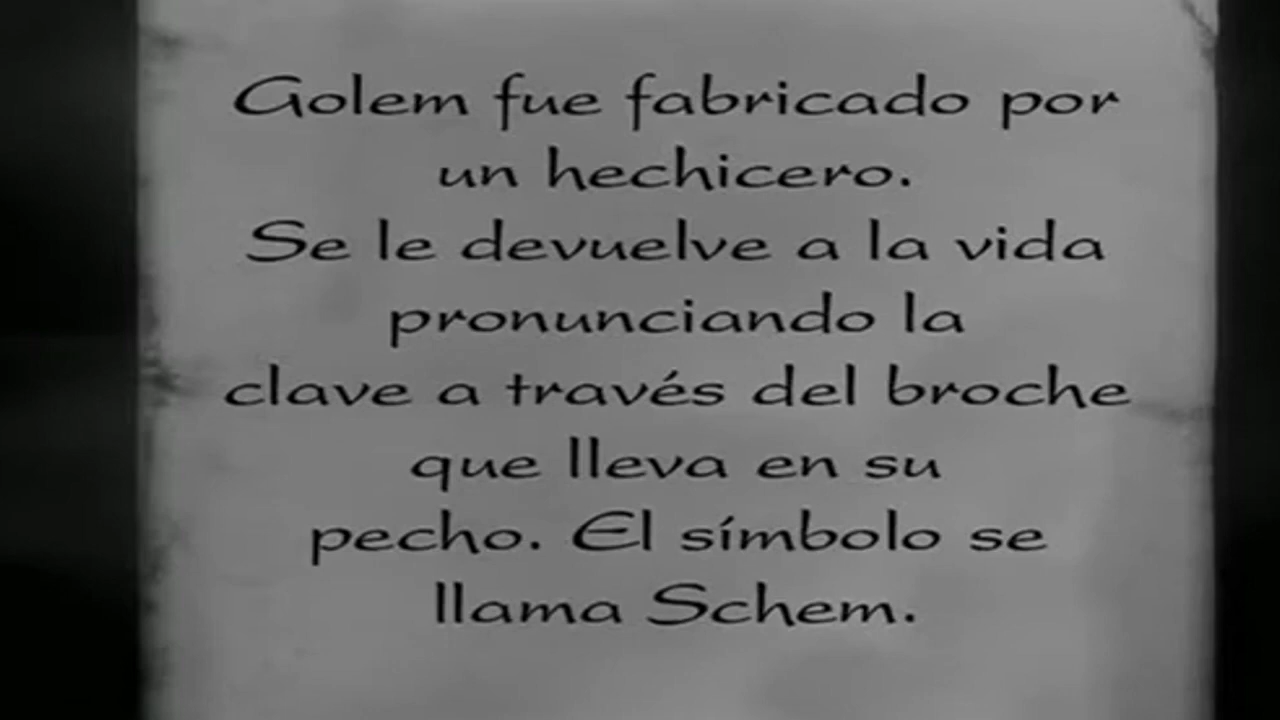 Golem fue fabricado por
un hechicero.
Se le devuelve a la vida
pronunciando la
clave a través del broche
que lleva en su
pecho. El símbolo se
llama Schem.